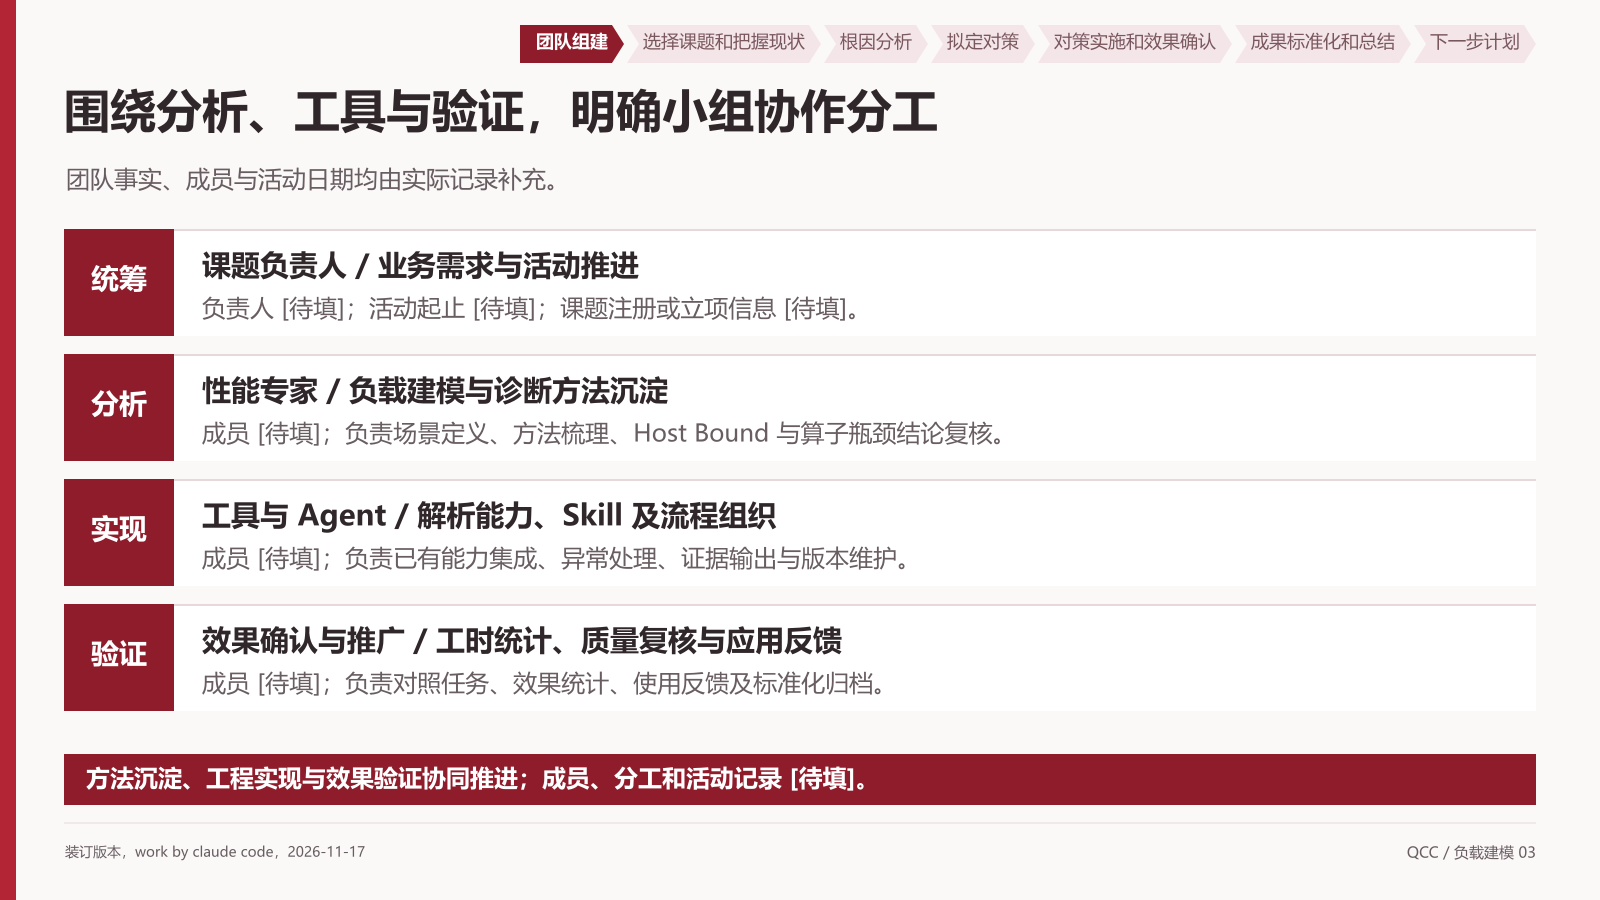 团队组建
选择课题和把握现状
根因分析
拟定对策
对策实施和效果确认
成果标准化和总结
下一步计划
围绕分析、工具与验证，明确小组协作分工
团队事实、成员与活动日期均由实际记录补充。
统筹
课题负责人 / 业务需求与活动推进
负责人 [待填]；活动起止 [待填]；课题注册或立项信息 [待填]。
分析
性能专家 / 负载建模与诊断方法沉淀
成员 [待填]；负责场景定义、方法梳理、Host Bound 与算子瓶颈结论复核。
实现
工具与 Agent / 解析能力、Skill 及流程组织
成员 [待填]；负责已有能力集成、异常处理、证据输出与版本维护。
验证
效果确认与推广 / 工时统计、质量复核与应用反馈
成员 [待填]；负责对照任务、效果统计、使用反馈及标准化归档。
方法沉淀、工程实现与效果验证协同推进；成员、分工和活动记录 [待填]。
装订版本，work by claude code，2026-11-17
QCC / 负载建模 03